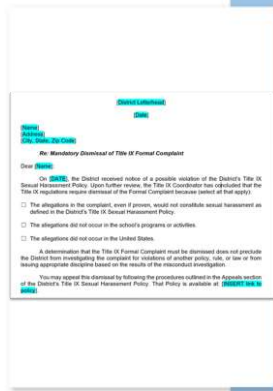 [District Letterhead]
[Date]
[Name]
[Address]
[City, State, Zip Code]
Re: Mandatory Dismissal of Title IX Formal Complaint
Dear [Name]:
On [DATE], the District received notice of a possible violation of the District's Title IX
Sexual Harassment Policy. Upon further review, the Title IX Coordinator has concluded that the
Title IX regulations require dismissal of the Formal Complaint because (select all that apply):
☐ The allegations in the complaint, even if proven, would not constitute sexual harassment as
defined in the District's Title IX Sexual Harassment Policy.
☐ The allegations did not occur in the school's programs or activities.
☐ The allegations did not occur in the United States.
A determination that the Title IX Formal Complaint must be dismissed does not preclude
the District from investigating the complaint for violations of another policy, rule, or law or from
issuing appropriate discipline based on the results of the misconduct investigation.
You may appeal this dismissal by following the procedures outlined in the Appeals section
of the District's Title IX Sexual Harassment Policy. That Policy is available at: [INSERT link to
policy].